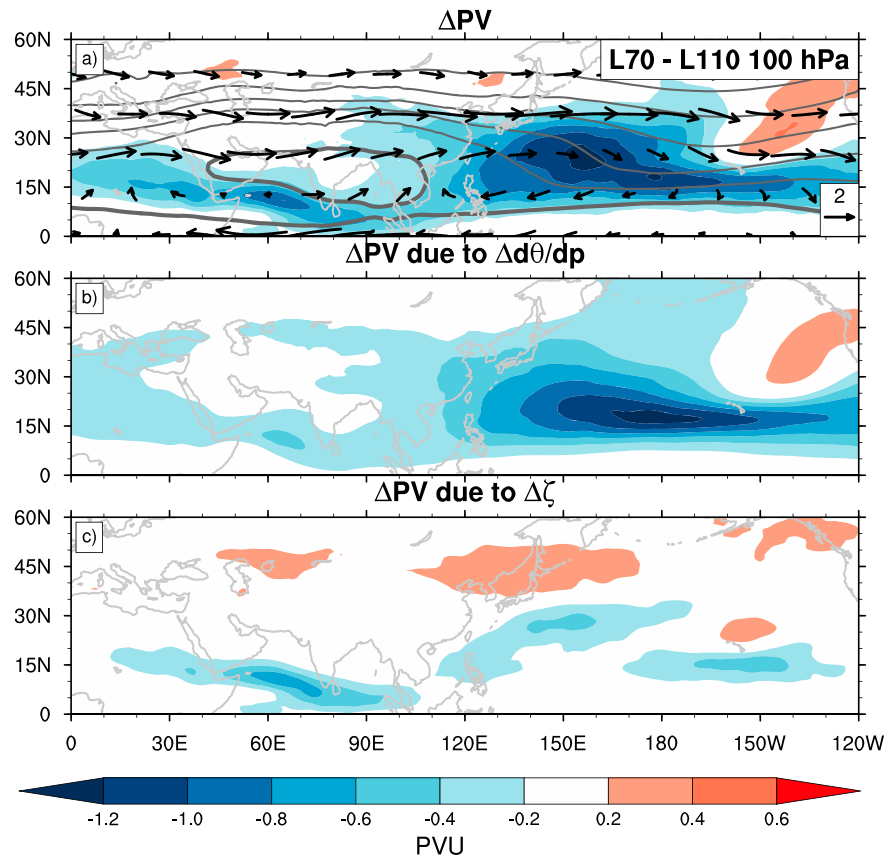 ΔPV
60N
a)
L70 - L110 100 hPa
45N
30N
15N
2
0
ΔPV due to Δdθ/dp
60N
b)
45N
30N
15N
0
ΔPV due to Δζ
60N
c)
45N
30N
15N
0
0 30E 60E 90E 120E 150E 180 150W 120W
-1.2 -1.0 -0.8 -0.6 -0.4 -0.2 0.2 0.4 0.6
PVU